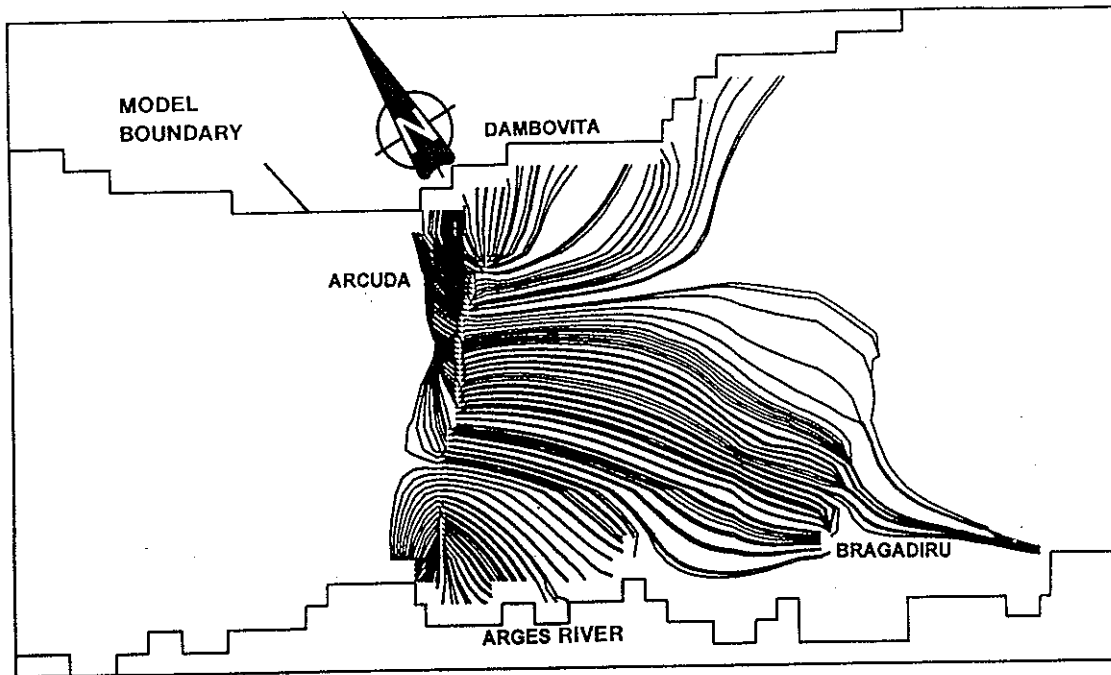 MODEL
BOUNDARY
DAMBOVITA
N
ARCUDA
BRAGADIRU
ARGES RIVER